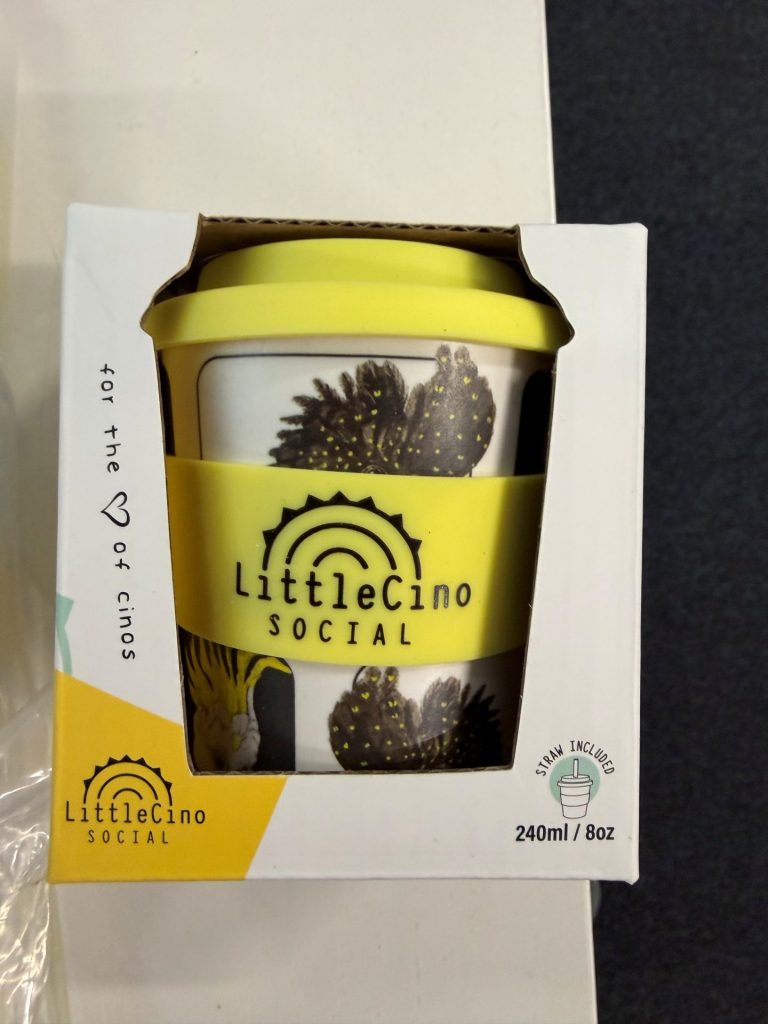 for the ♡ of cinos
LittleCino
SOCIAL
LittleCino
SOCIAL
STRAW INCLUDED
240ml / 8oz